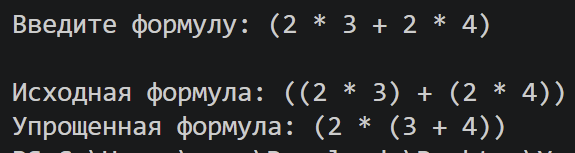 Введите формулу: (2 * 3 + 2 * 4)
Исходная формула: ((2 * 3) + (2 * 4))
Упрощенная формула: (2 * (3 + 4))